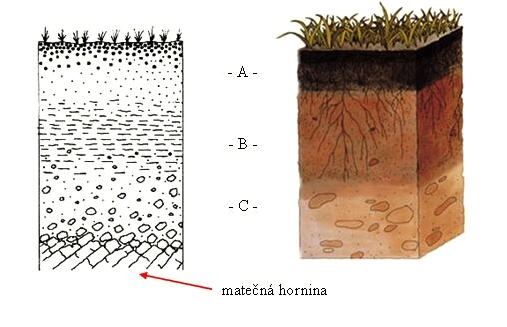 - A -
- B -
- C -
matečná hornina